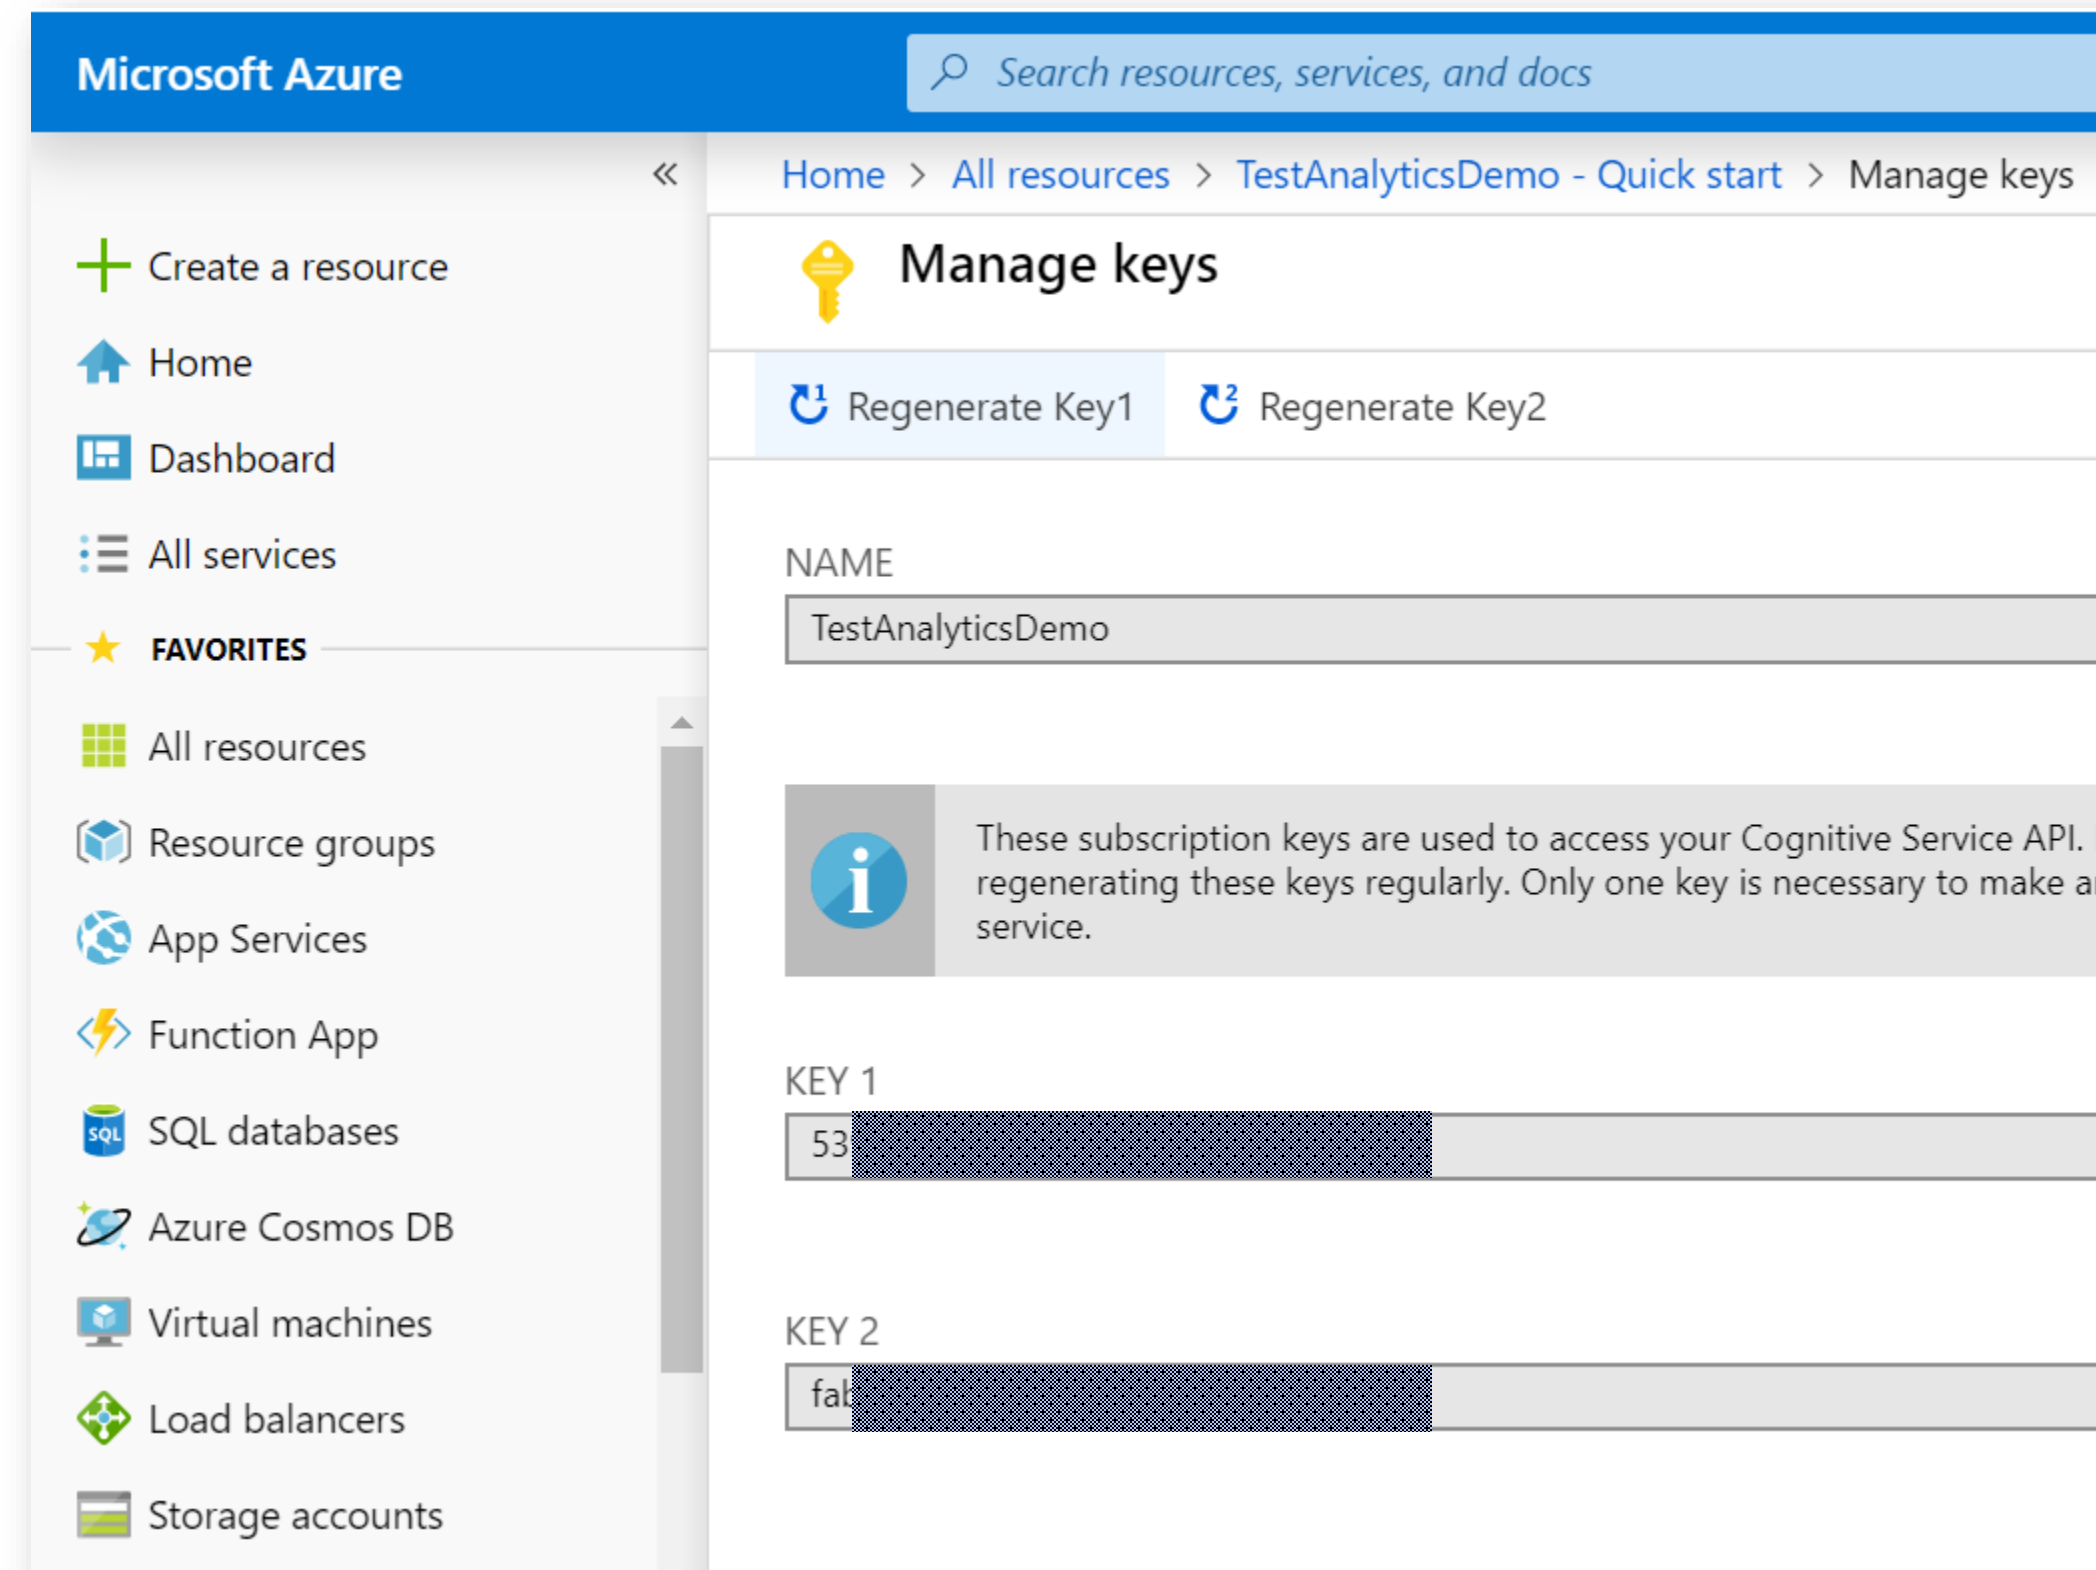 Microsoft Azure
Search resources, services, and docs
«
Home > All resources > TestAnalyticsDemo - Quick start > Manage keys
Create a resource
Home
Dashboard
All services
FAVORITES
All resources
Resource groups
App Services
Function App
SQL databases
Azure Cosmos DB
Virtual machines
Load balancers
Storage accounts
Manage keys
Regenerate Key1
Regenerate Key2
NAME
TestAnalyticsDemo
These subscription keys are used to access your Cognitive Service API.
regenerating these keys regularly. Only one key is necessary to make
service.
KEY 1
53
KEY 2
fab